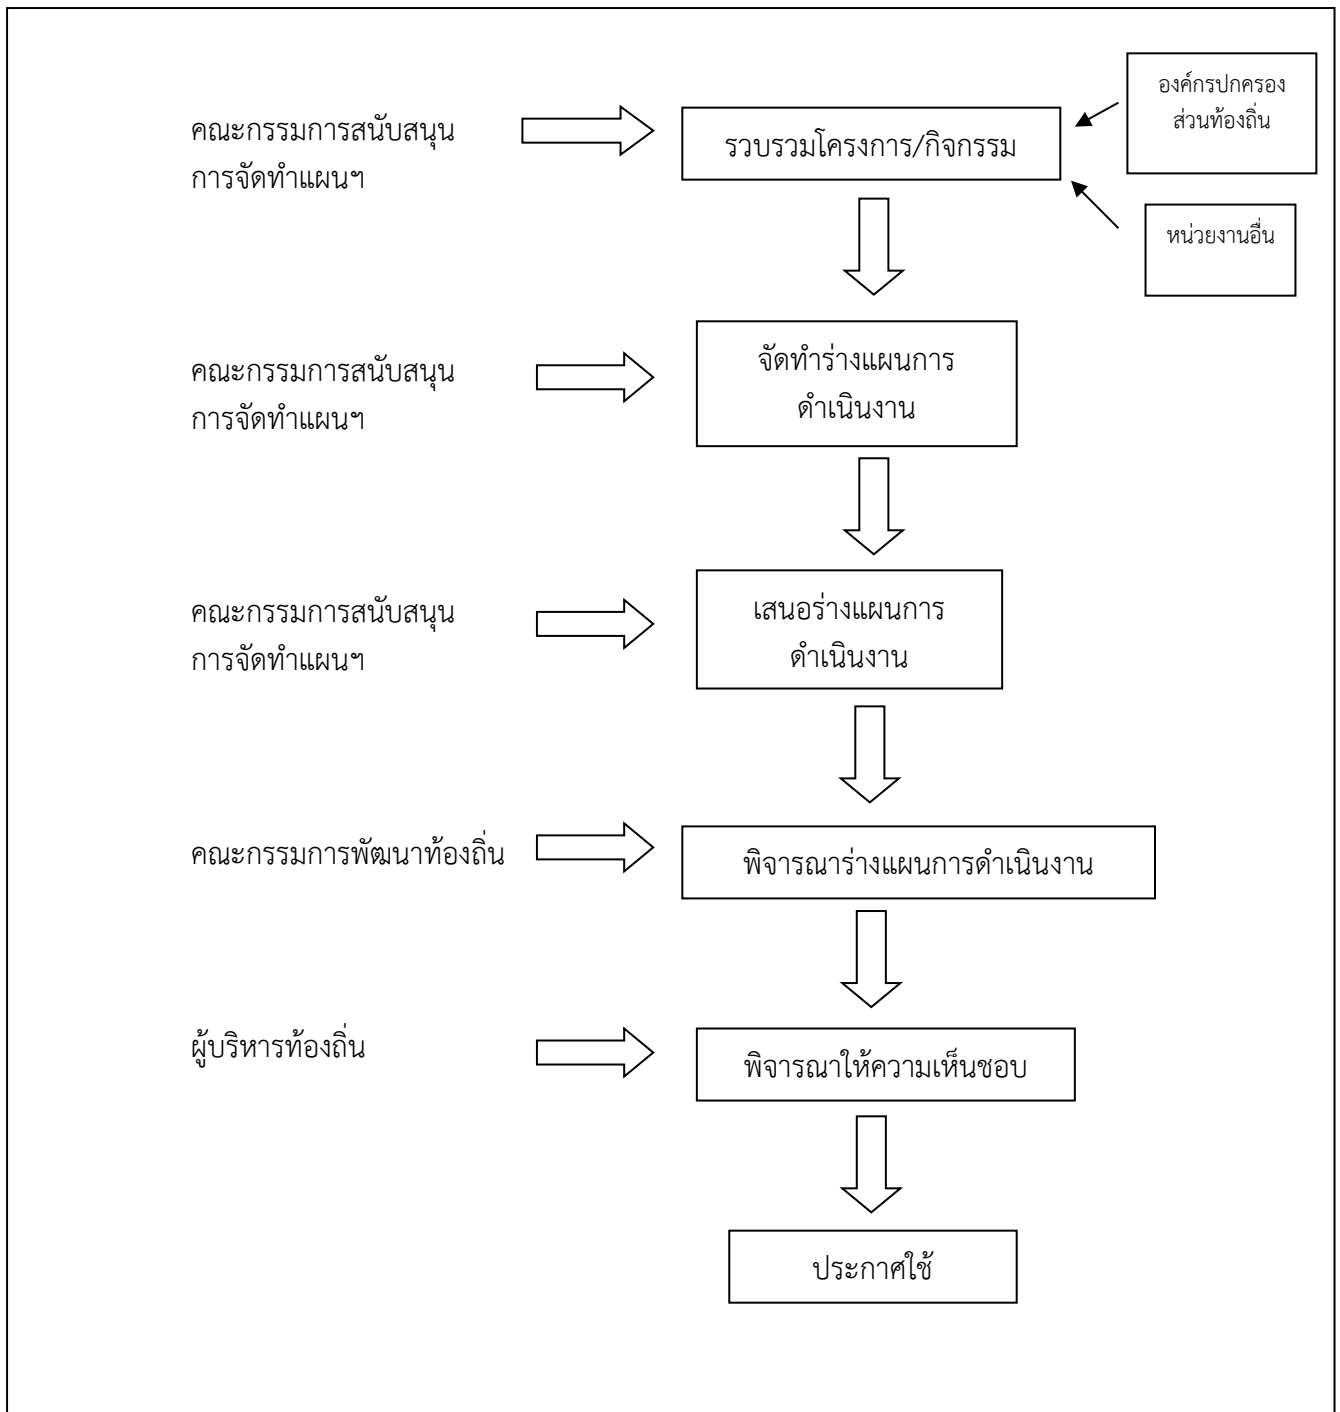 องค์กรปกครอง
ส่วนท้องถิ่น
คณะกรรมการสนับสนุน
การจัดทำแผนฯ
รวบรวมโครงการ/กิจกรรม
หน่วยงานอื่น
คณะกรรมการสนับสนุน
การจัดทำแผนฯ
จัดทำร่างแผนการ
ดำเนินงาน
คณะกรรมการสนับสนุน
การจัดทำแผนฯ
เสนอร่างแผนการ
ดำเนินงาน
คณะกรรมการพัฒนาท้องถิ่น
พิจารณาร่างแผนการดำเนินงาน
ผู้บริหารท้องถิ่น
พิจารณาให้ความเห็นชอบ
ประกาศใช้